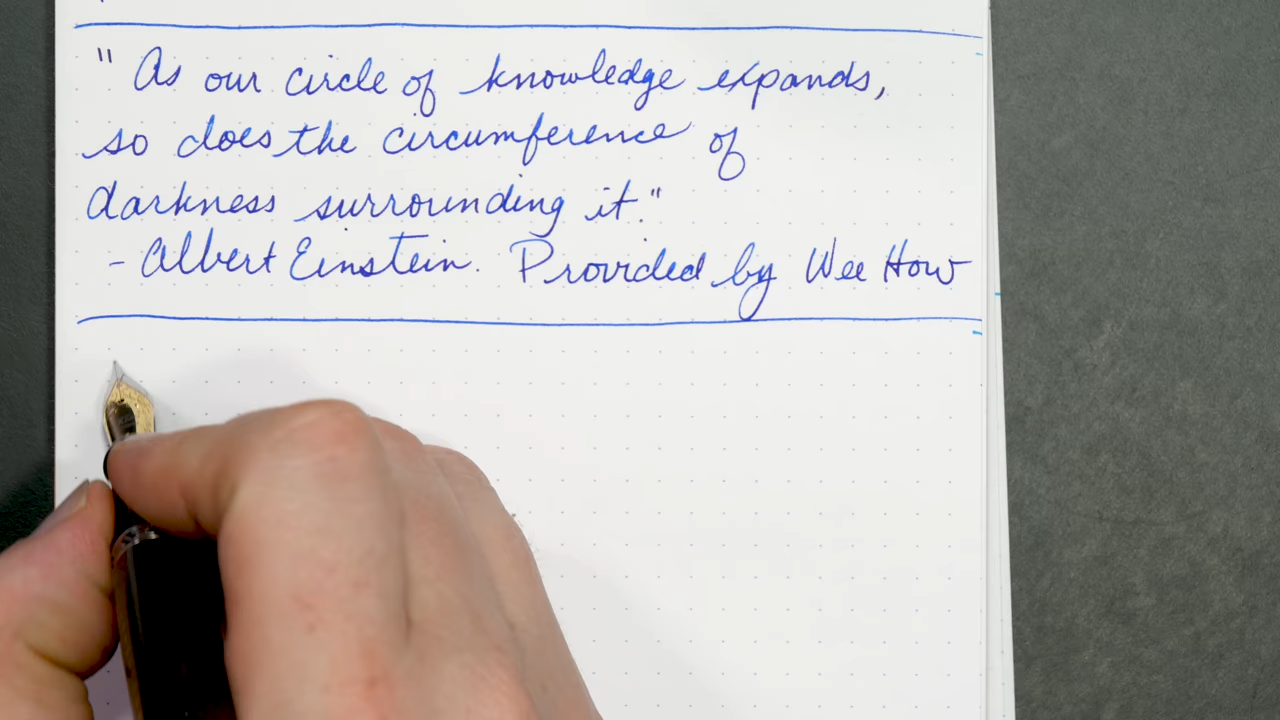 " As our circle of knowledge expands,
so does the circumference of
darkness surrounding it."
- Albert Einstein. Provided by Wee How